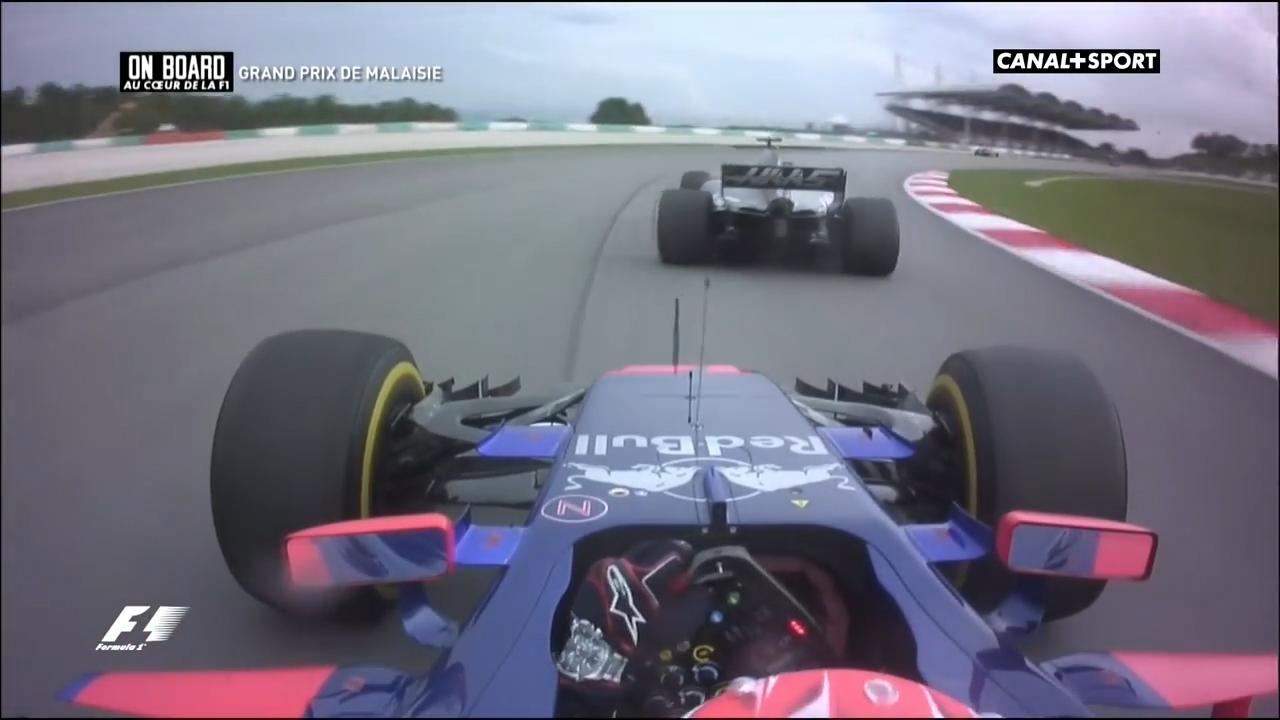 ON BOARD
AU CŒUR DE LA F1
GRAND PRIX DE MALAISIE
CANAL+SPORT
HAAS
Red Bull
F1
Formula 1